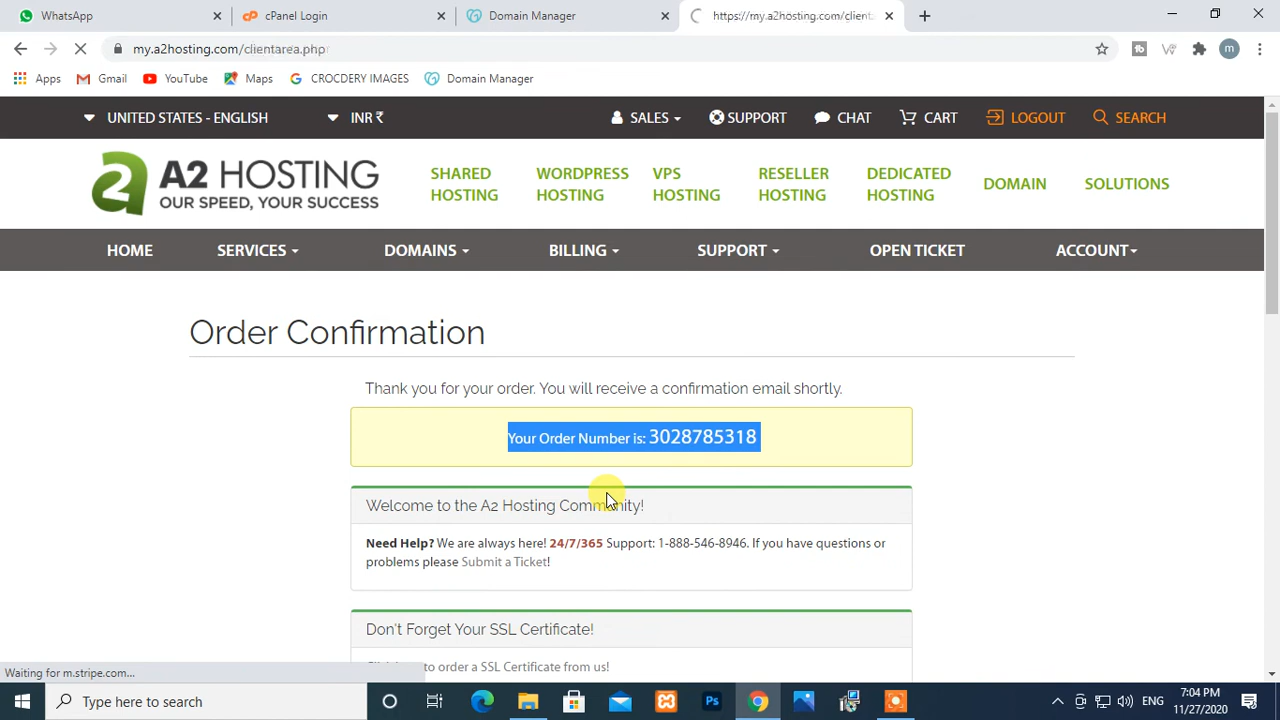 WhatsApp
cPanel Login
Domain Manager
https://my.a2hosting.com/client
my.a2hosting.com/clientarea.php
m
Apps
Gmail
YouTube
Maps
CROCDERY IMAGES
Domain Manager
UNITED STATES - ENGLISH
INR ₹
SALES
SUPPORT
CHAT
CART
LOGOUT
SEARCH
A2 HOSTING
OUR SPEED, YOUR SUCCESS
SHARED HOSTING
WORDPRESS HOSTING
VPS HOSTING
RESELLER HOSTING
DEDICATED HOSTING
DOMAIN
SOLUTIONS
HOME
SERVICES
DOMAINS
BILLING
SUPPORT
OPEN TICKET
ACCOUNT
Order Confirmation
Thank you for your order. You will receive a confirmation email shortly.
Your Order Number is: 3028785318
Welcome to the A2 Hosting Community!
Need Help? We are always here! 24/7/365 Support: 1-888-546-8946. If you have questions or
problems please Submit a Ticket!
Don't Forget Your SSL Certificate!
to order a SSL Certificate from us!
Waiting for m.stripe.com...
Type here to search
Ps
ENG
7:04 PM
11/27/2020